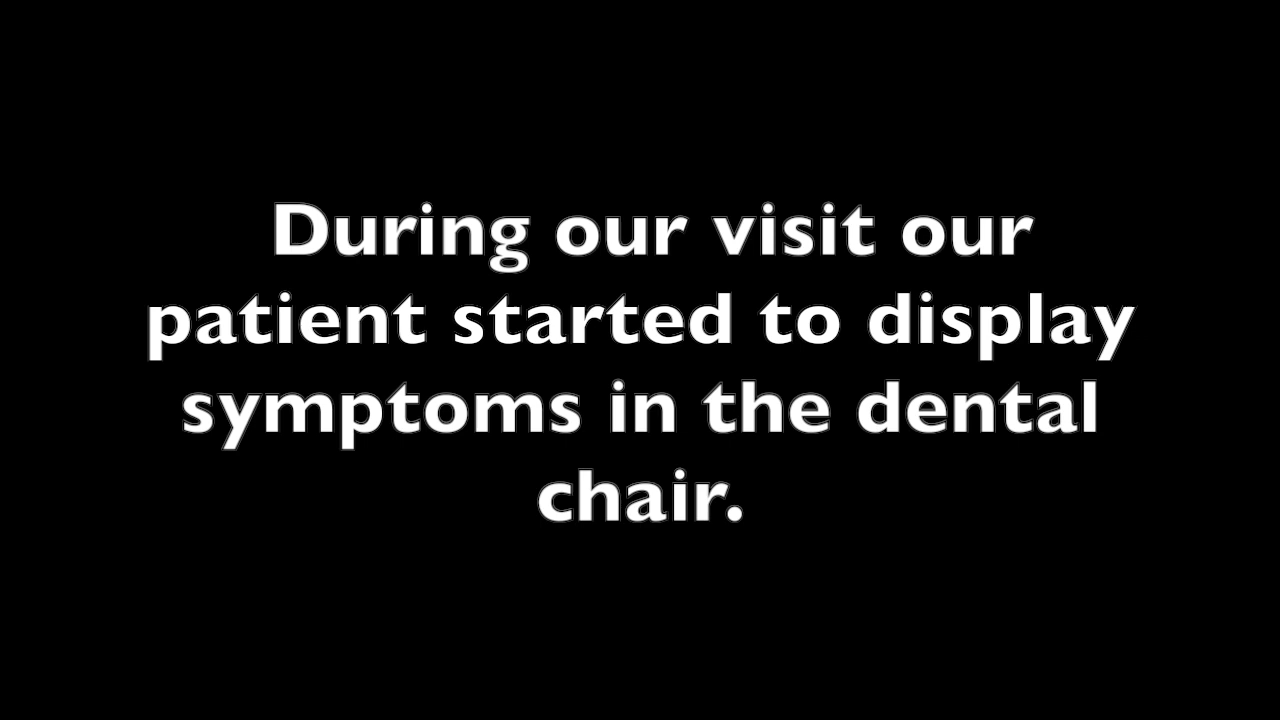 During our visit our
patient started to display
symptoms in the dental
chair.